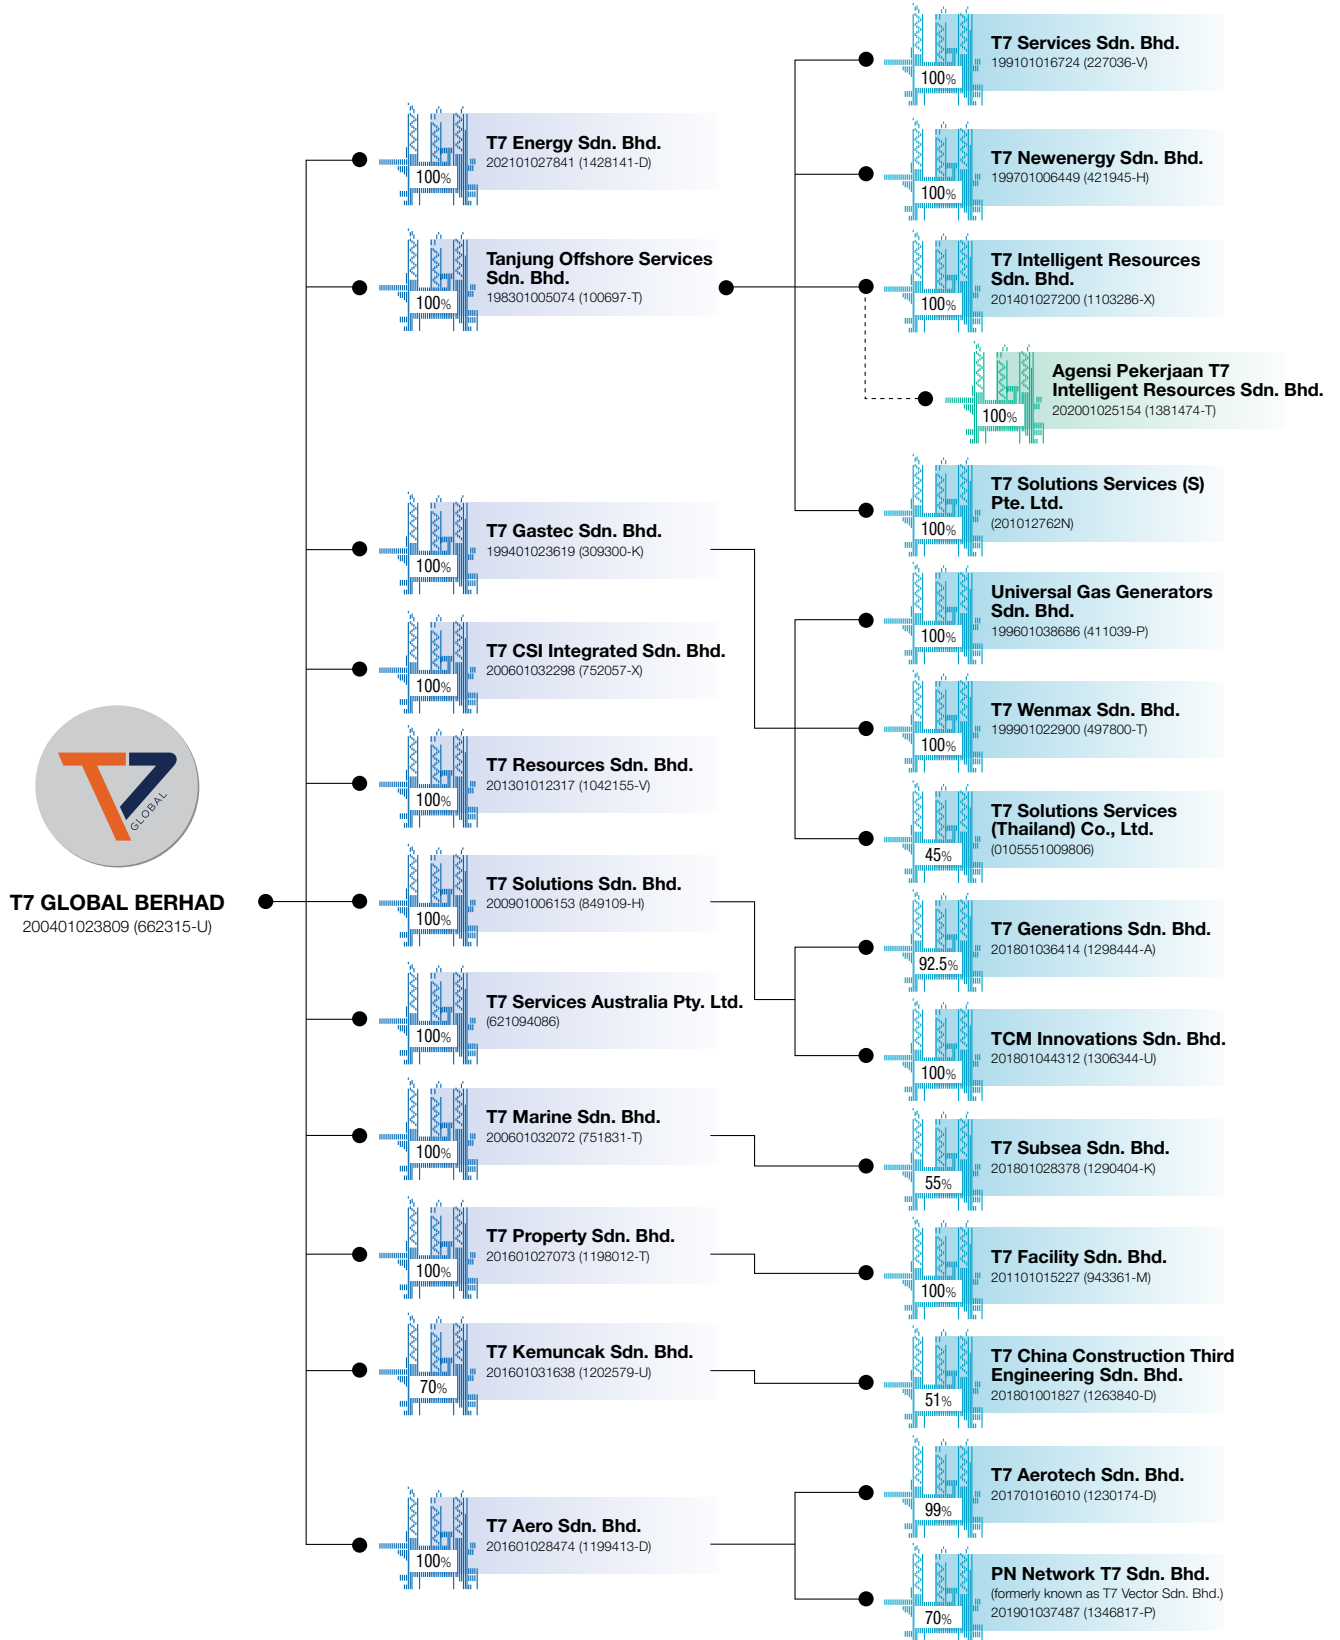 T7
GLOBAL
T7 GLOBAL BERHAD
200401023809 (662315-U)
100%
T7 Energy Sdn. Bhd.
202101027841 (1428141-D)
100%
Tanjung Offshore Services
Sdn. Bhd.
198301005074 (100697-T)
100%
T7 Gastec Sdn. Bhd.
199401023619 (309300-K)
100%
T7 CSI Integrated Sdn. Bhd.
200601032298 (752057-X)
100%
T7 Resources Sdn. Bhd.
201301012317 (1042155-V)
100%
T7 Solutions Sdn. Bhd.
200901006153 (849109-H)
100%
T7 Services Australia Pty. Ltd.
(621094086)
100%
T7 Marine Sdn. Bhd.
200601032072 (751831-T)
100%
T7 Property Sdn. Bhd.
201601027073 (1198012-T)
100%
T7 Kemuncak Sdn. Bhd.
201601031638 (1202579-U)
70%
T7 Aero Sdn. Bhd.
201601028474 (1199413-D)
100%
T7 Services Sdn. Bhd.
199101016724 (227036-V)
100%
T7 Newenergy Sdn. Bhd.
199701006449 (421945-H)
100%
T7 Intelligent Resources
Sdn. Bhd.
201401027200 (1103286-X)
100%
Agensi Pekerjaan T7
Intelligent Resources Sdn. Bhd.
202001025154 (1381474-T)
100%
T7 Solutions Services (S)
Pte. Ltd.
(201012762N)
100%
Universal Gas Generators
Sdn. Bhd.
199601038686 (411039-P)
100%
T7 Wenmax Sdn. Bhd.
199901022900 (497800-T)
100%
T7 Solutions Services
(Thailand) Co., Ltd.
(0105551009806)
45%
T7 Generations Sdn. Bhd.
201801036414 (1298444-A)
92.5%
TCM Innovations Sdn. Bhd.
201801044312 (1306344-U)
100%
T7 Subsea Sdn. Bhd.
201801028378 (1290404-K)
55%
T7 Facility Sdn. Bhd.
201101015227 (943361-M)
100%
T7 China Construction Third
Engineering Sdn. Bhd.
201801001827 (1263840-D)
51%
T7 Aerotech Sdn. Bhd.
201701016010 (1230174-D)
99%
PN Network T7 Sdn. Bhd.
(formerly known as T7 Vector Sdn. Bhd.)
201901037487 (1346817-P)
70%